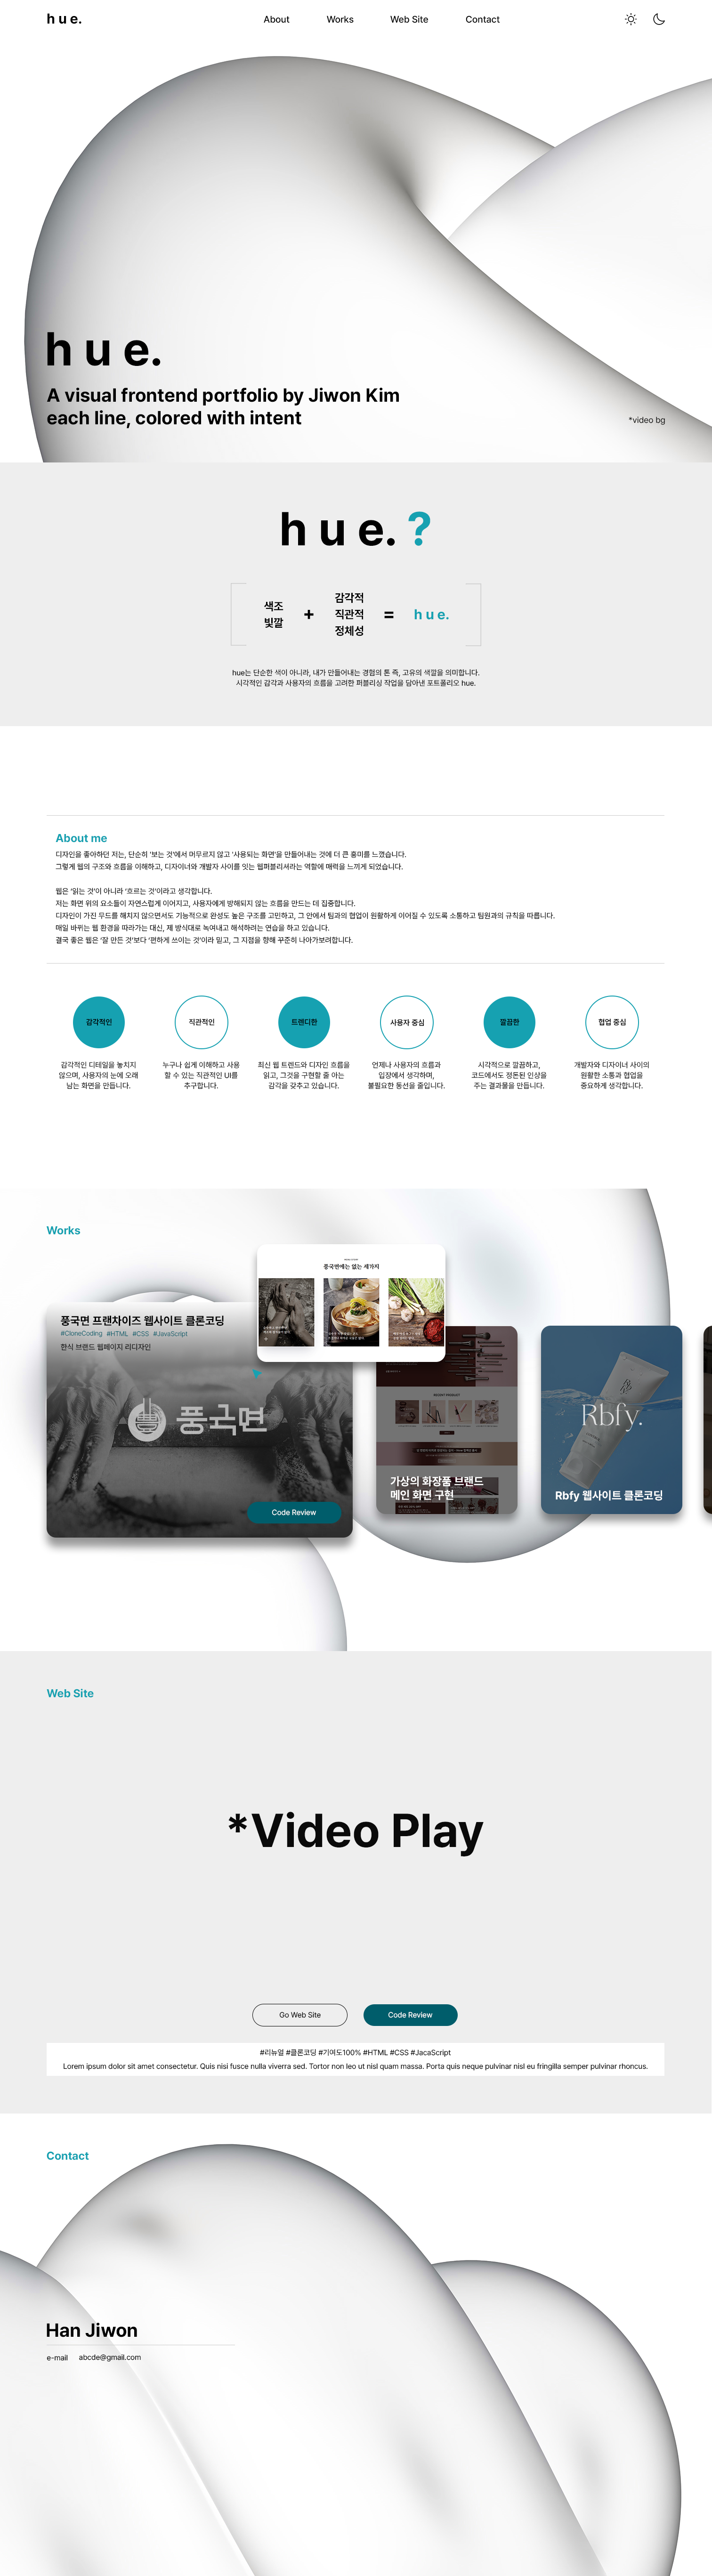 h u e.
About
Works
Web Site
Contact
h u e.
A visual frontend portfolio by Jiwon Kim
each line, colored with intent
*video bg
h u e. ?
색조
빛깔
+
감각적
직관적
정체성
=
h u e.
hue는 단순한 색이 아니라, 내가 만들어내는 경험의 톤 즉, 고유의 색깔을 의미합니다.
시각적인 감각과 사용자의 흐름을 고려한 퍼블리싱 작업을 담아낸 포트폴리오 hue.
About me
디자인을 좋아하던 저는, 단순히 '보는 것'에서 머무르지 않고 '사용되는 화면'을 만들어내는 것에 더 큰 흥미를 느꼈습니다.
그렇게 웹의 구조와 흐름을 이해하고, 디자이너와 개발자 사이를 잇는 웹퍼블리셔라는 역할에 매력을 느끼게 되었습니다.
웹은 '읽는 것'이 아니라 '흐르는 것'이라고 생각합니다.
저는 화면 위의 요소들이 자연스럽게 이어지고, 사용자에게 방해되지 않는 흐름을 만드는 데 집중합니다.
디자인이 가진 무드를 해치지 않으면서도 기능적으로 완성도 높은 구조를 고민하고, 그 안에서 팀과의 협업이 원활하게 이어질 수 있도록 소통하고 팀원과의 규칙을 따릅니다.
매일 바뀌는 웹 환경을 따라가는 대신, 제 방식대로 녹여내고 해석하려는 연습을 하고 있습니다.
결국 좋은 웹은 '잘 만든 것'보다 '편하게 쓰이는 것'이라 믿고, 그 지점을 향해 꾸준히 나아가보려합니다.
감각적인
직관적인
트렌디한
사용자 중심
깔끔한
협업 중심
감각적인 디테일을 놓치지
않으며, 사용자의 눈에 오래
남는 화면을 만듭니다.
누구나 쉽게 이해하고 사용
할 수 있는 직관적인 UI를
추구합니다.
최신 웹 트렌드와 디자인 흐름을
읽고, 그것을 구현할 줄 아는
감각을 갖추고 있습니다.
언제나 사용자의 흐름과
입장에서 생각하며,
불필요한 동선을 줄입니다.
시각적으로 깔끔하고,
코드에서도 정돈된 인상을
주는 결과물을 만듭니다.
개발자와 디자이너 사이의
원활한 소통과 협업을
중요하게 생각합니다.
Works
풍국면에는 없는 세가지
풍국면 프랜차이즈 웹사이트 클론코딩
#CloneCoding #HTML #CSS #JavaScript
한식 브랜드 웹페이지 리디자인
풍국면
Code Review
가상의 화장품 브랜드
메인 화면 구현
Rbfy.
Rbfy 웹사이트 클론코딩
Web Site
*Video Play
Go Web Site
Code Review
#리뉴얼 #클론코딩 #기여도100% #HTML #CSS #JacaScript
Lorem ipsum dolor sit amet consectetur. Quis nisi fusce nulla viverra sed. Tortor non leo ut nisl quam massa. Porta quis neque pulvinar nisl eu fringilla semper pulvinar rhoncus.
Contact
Han Jiwon
e-mail
abcde@gmail.com